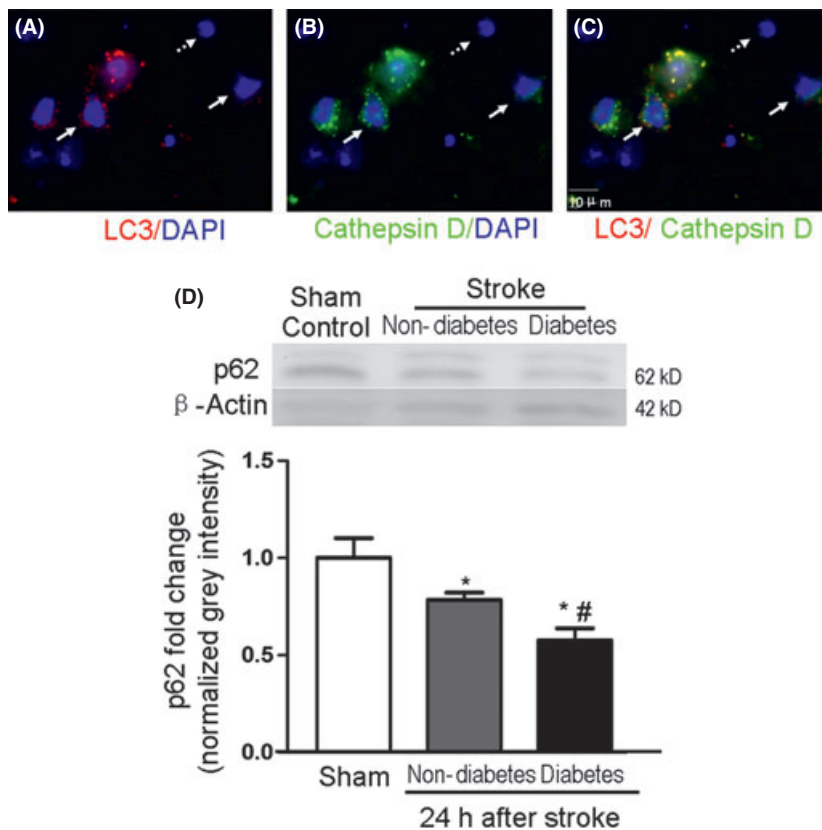 (A)
(B)
(C)
10 μm
LC3/DAPI
Cathepsin D/DAPI
LC3/ Cathepsin D
(D)
Sham Control
Stroke
Non-diabetes Diabetes
p62
62 kD
β-Actin
42 kD
p62 fold change
(normalized grey intensity)
1.5
1.0
0.5
0.0
*
* #
Sham
Non-diabetes Diabetes
24 h after stroke